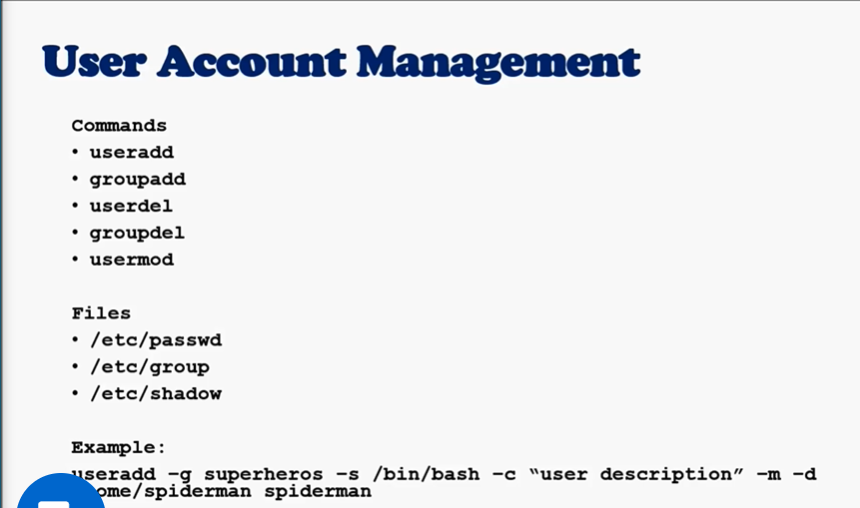 User Account Management
Commands
• useradd
• groupadd
• userdel
• groupdel
• usermod
Files
• /etc/passwd
• /etc/group
• /etc/shadow
Example:
useradd –g superheros –s /bin/bash –c “user description” –m –d
ome/spiderman spiderman